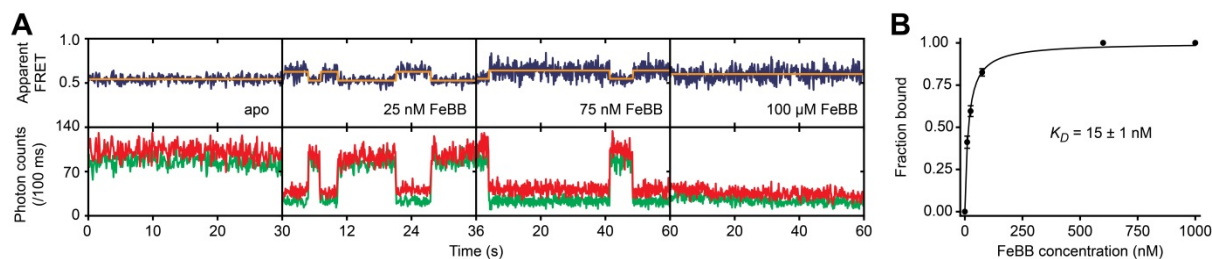 A
Apparent FRET
1.0
0.5
apo
25 nM FeBB
75 nM FeBB
100 µM FeBB
Photon counts (/100 ms)
140
70
0
0 10 20 30 12 24 36 20 40 60 20 40 60
Time (s)
B
Fraction bound
1.00
0.75
0.50
0.25
0.00
K_D = 15 ± 1 nM
0 250 500 750 1000
FeBB concentration (nM)